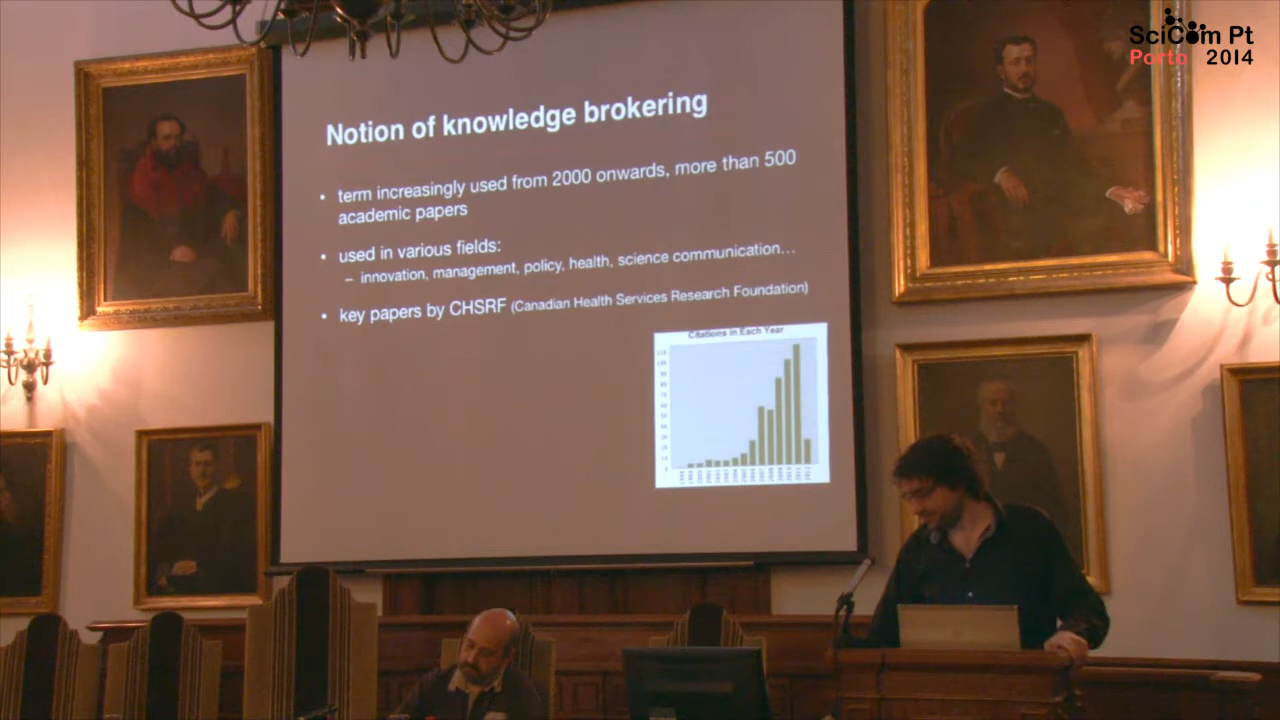 SciCom Pt
Porto 2014
Notion of knowledge brokering
• term increasingly used from 2000 onwards, more than 500
academic papers
• used in various fields:
– innovation, management, policy, health, science communication…
• key papers by CHSRF (Canadian Health Services Research Foundation)
Citations in Each Year